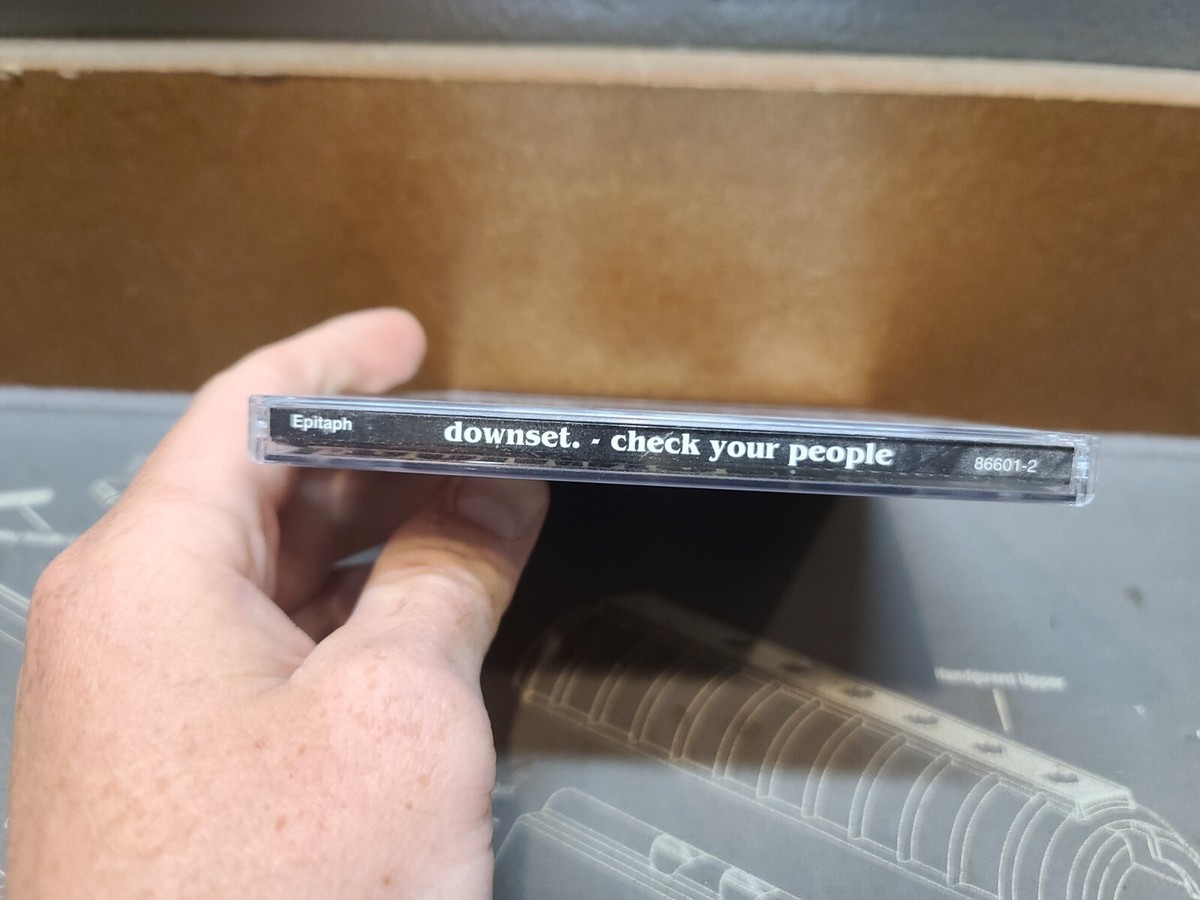 Epitaph
downset. - check your people
86601-2
Handguard Upper